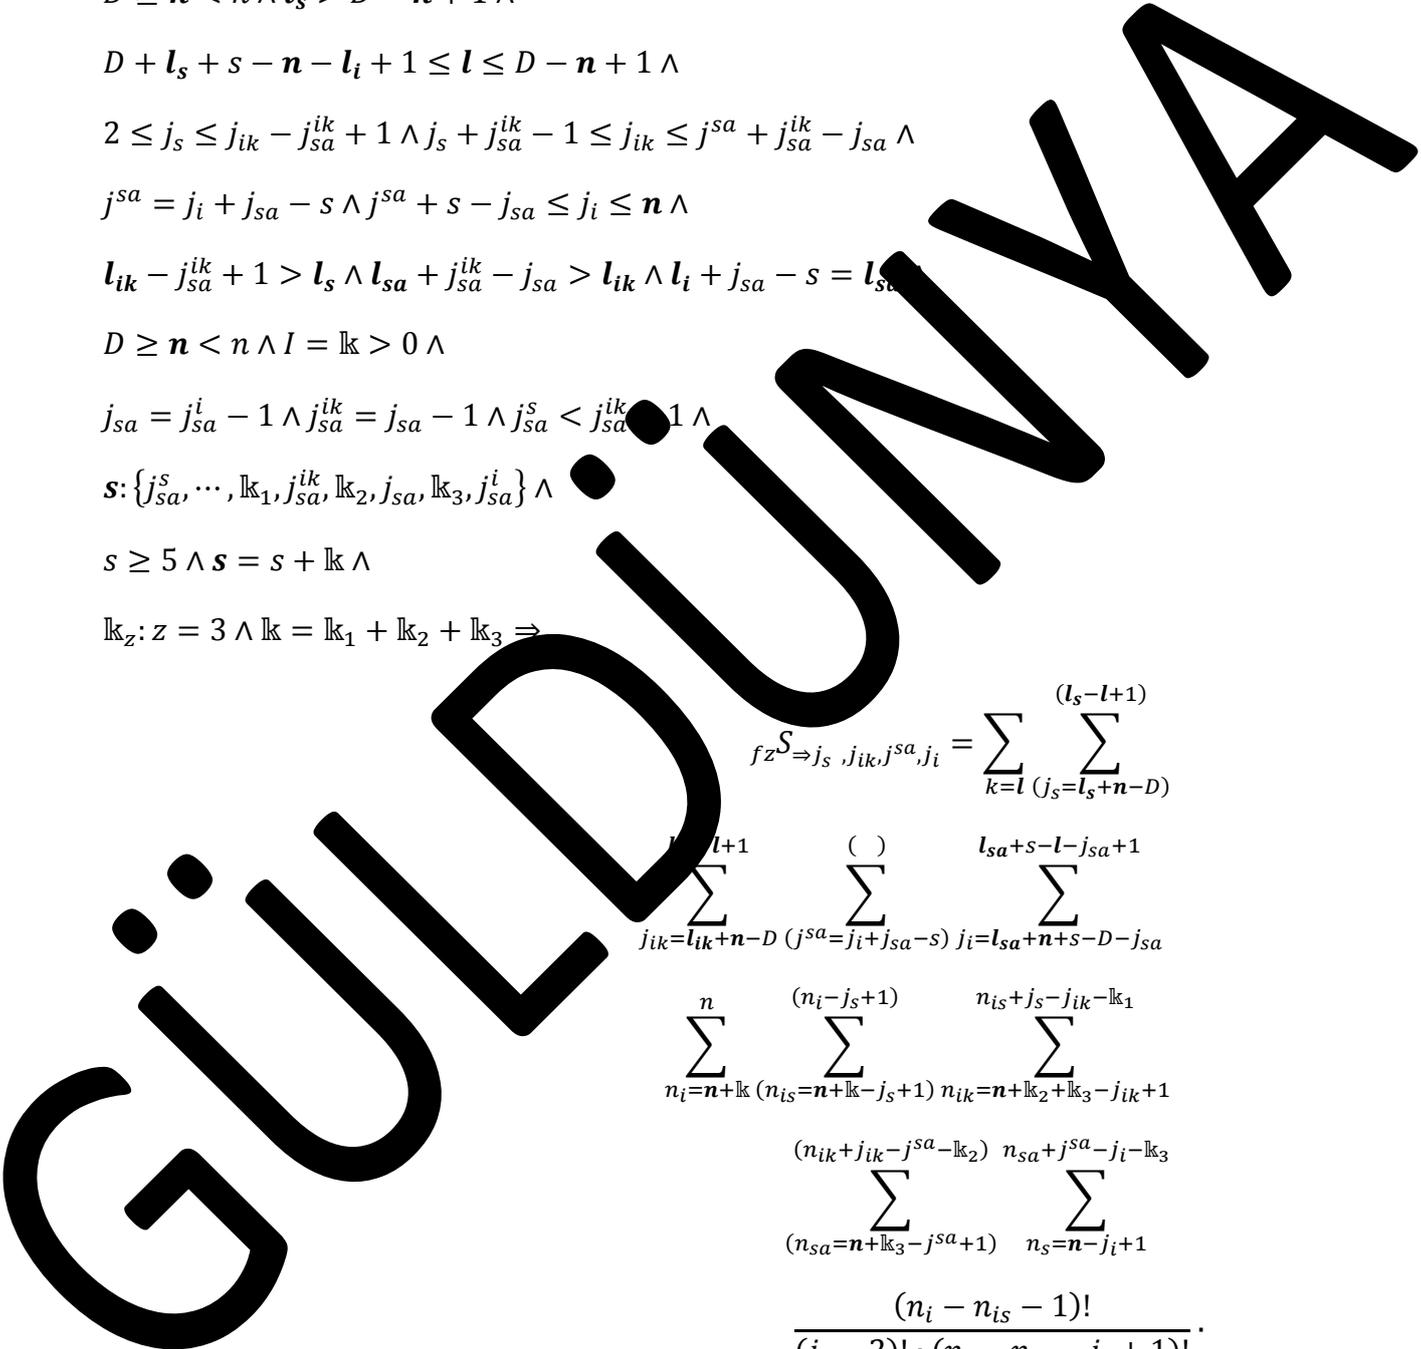 D + l_s + s − n − l_i + 1 ≤ l ≤ D − n + 1 ∧
2 ≤ j_s ≤ j_{ik} − j_{sa}^{ik} + 1 ∧ j_s + j_{sa}^{ik} − 1 ≤ j_{ik} ≤ j^{sa} + j_{sa}^{ik} − j_{sa} ∧
j^{sa} = j_i + j_{sa} − s ∧ j^{sa} + s − j_{sa} ≤ j_i ≤ n ∧
l_{ik} − j_{sa}^{ik} + 1 > l_s ∧ l_{sa} + j_{sa}^{ik} − j_{sa} > l_{ik} ∧ l_i + j_{sa} − s =
D ≥ n < n ∧ I = 𝕜 > 0 ∧
j_{sa} = j_{sa}^{i} − 1 ∧ j_{sa}^{ik} = j_{sa} − 1 ∧ j_{sa}^{s} < j_{sa}^{ik} 1 ∧
s: {j_{sa}^{s}, ⋯ , 𝕜_1, j_{sa}^{ik}, 𝕜_2, j_{sa}, 𝕜_3, j_{sa}^{i}} ∧
s ≥ 5 ∧ s = s + 𝕜 ∧
𝕜_z: z = 3 ∧ 𝕜 = 𝕜_1 + 𝕜_2 + 𝕜_3 ⇒
GÜLDÜNYA
(l_s−l+1)
_{fz}S_{⇒j_s ,j_{ik},j^{sa},j_i} = ∑ ∑
k=l (j_s=l_s+n−D)
l+1 ( ) l_{sa}+s−l−j_{sa}+1
∑ ∑ ∑
j_{ik}=l_{ik}+n−D (j^{sa}=j_i+j_{sa}−s) j_i=l_{sa}+n+s−D−j_{sa}
n (n_i−j_s+1) n_{is}+j_s−j_{ik}−𝕜_1
∑ ∑ ∑
n_i=n+𝕜 (n_{is}=n+𝕜−j_s+1) n_{ik}=n+𝕜_2+𝕜_3−j_{ik}+1
(n_{ik}+j_{ik}−j^{sa}−𝕜_2) n_{sa}+j^{sa}−j_i−𝕜_3
∑ ∑
(n_{sa}=n+𝕜_3−j^{sa}+1) n_s=n−j_i+1
(n_i − n_{is} − 1)!